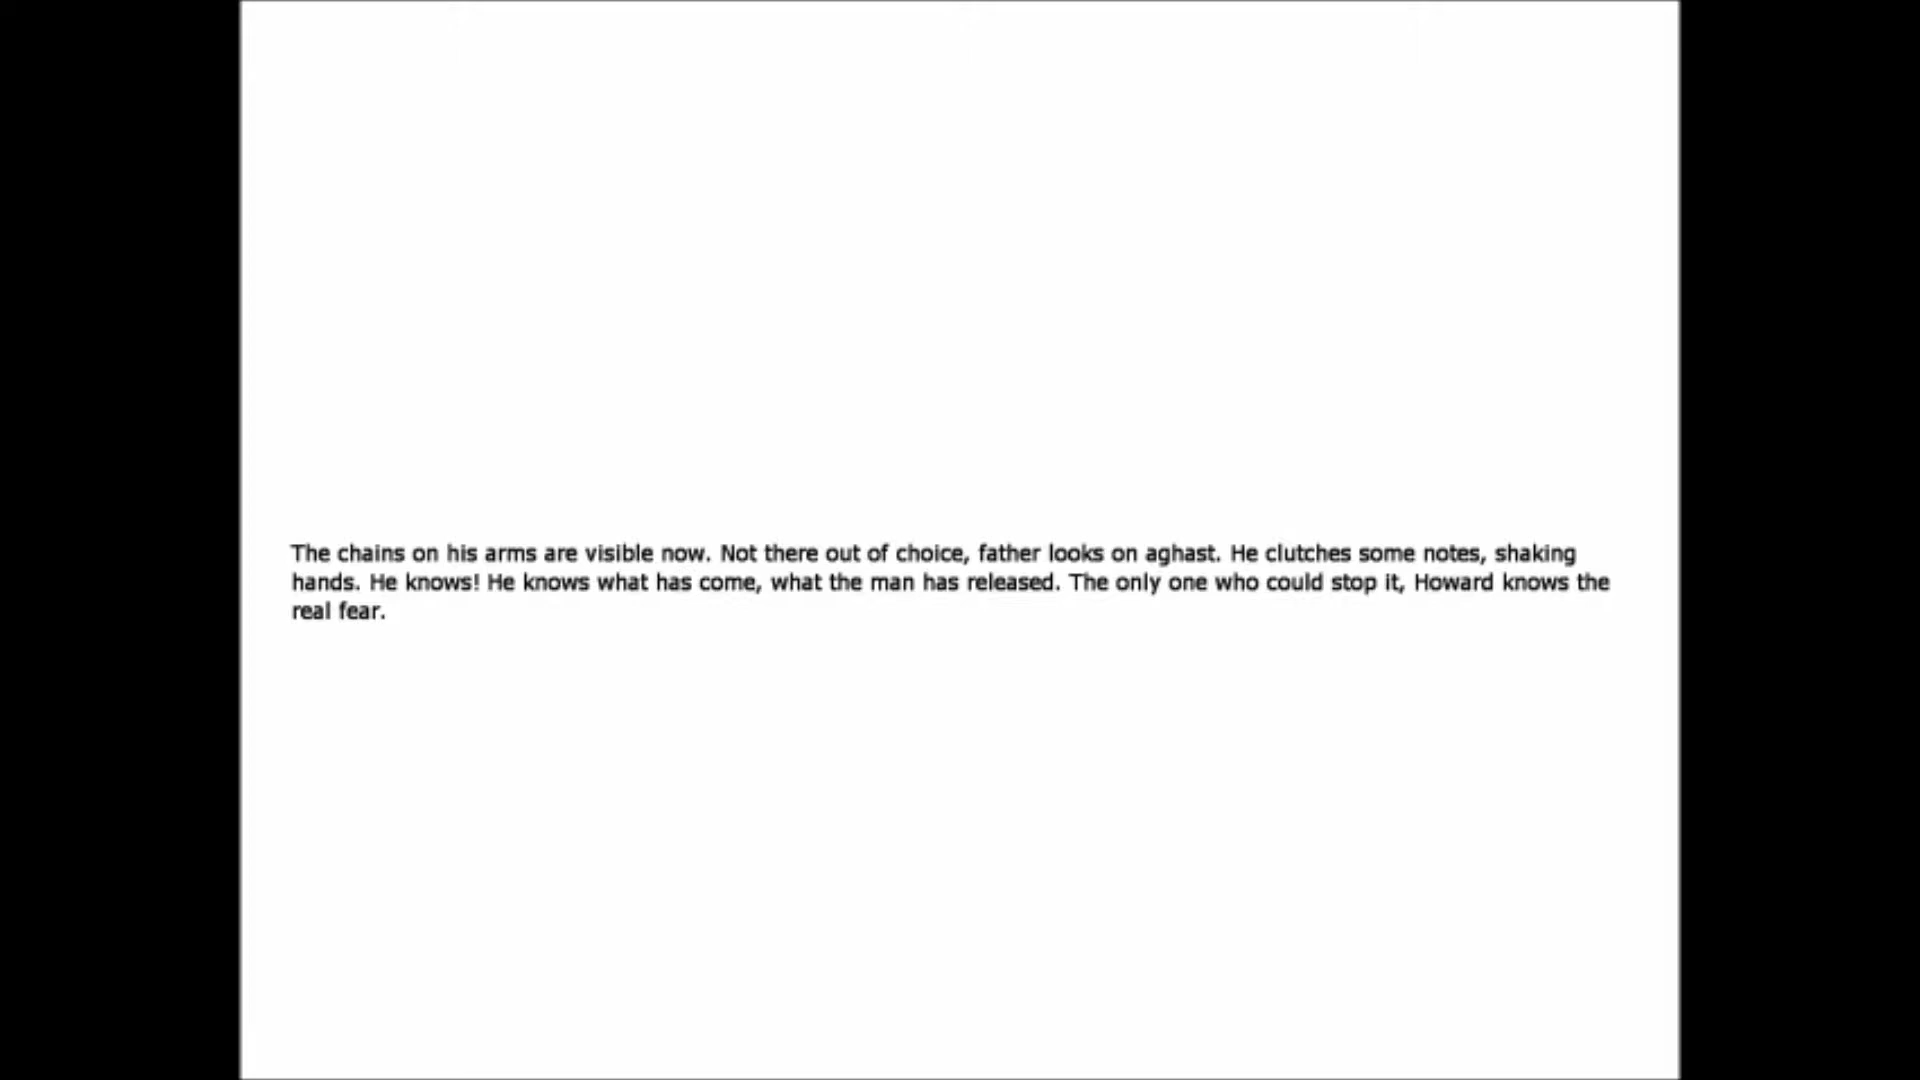 The chains on his arms are visible now. Not there out of choice, father looks on aghast. He clutches some notes, shaking
hands. He knows! He knows what has come, what the man has released. The only one who could stop it, Howard knows the
real fear.